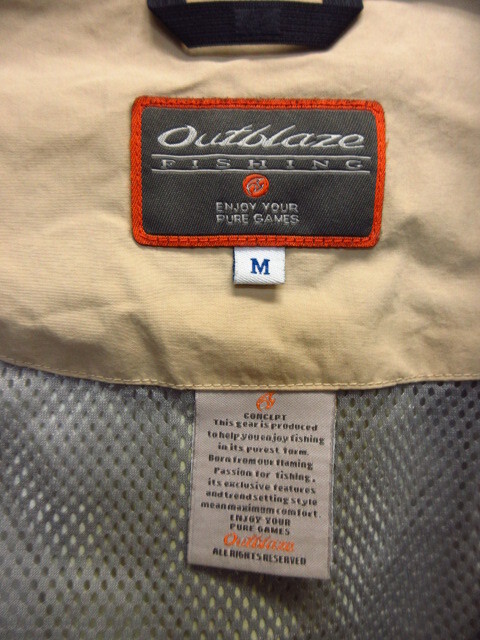 Outblaze
FISHING
ENJOY YOUR
PURE GAMES
M
CONCEPT
This gear is produced
to help you enjoy fishing
in its purest form.
Born from our flaming
Passion for fishing,
its exclusive features
and trendsetting style
mean maximum comfort.
ENJOY YOUR
PURE GAMES
Outblaze
ALL RIGHTS RESERVED